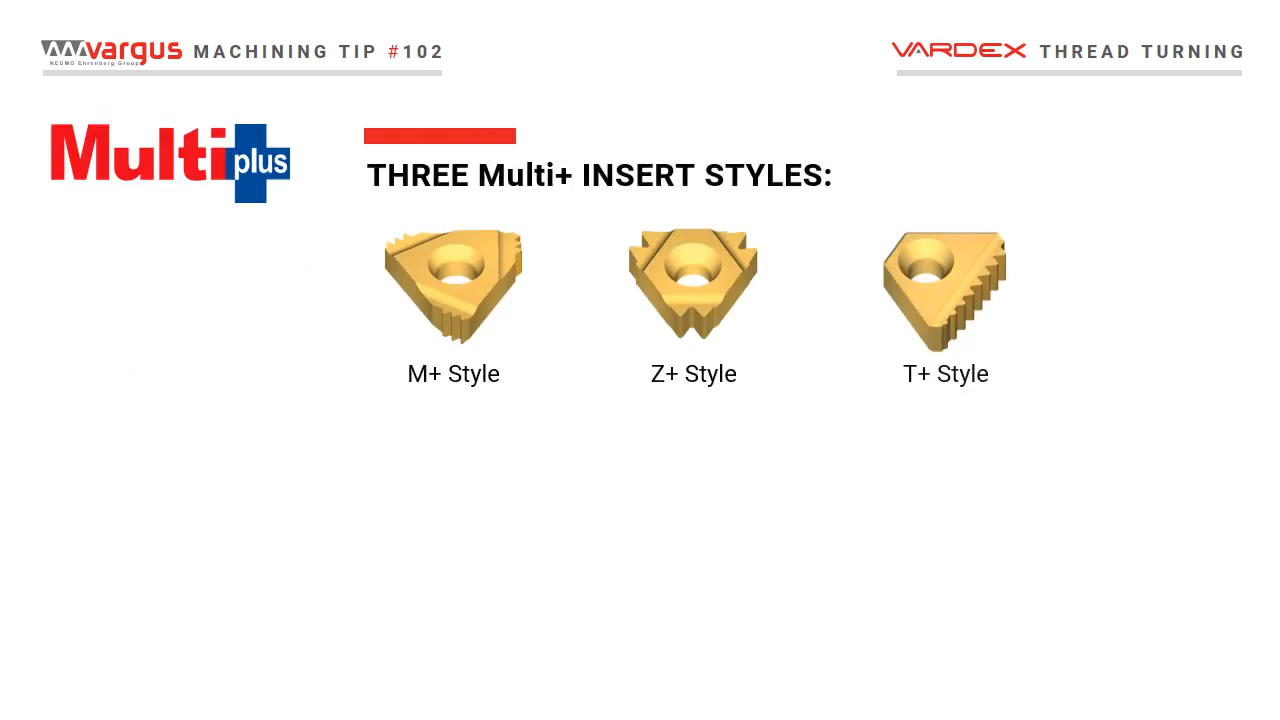 vargus MACHINING TIP #102
NEUMO Ehrenberg Group
VARDEX THREAD TURNING
Multi plus
THREE Multi+ INSERT STYLES:
M+ Style
Z+ Style
T+ Style